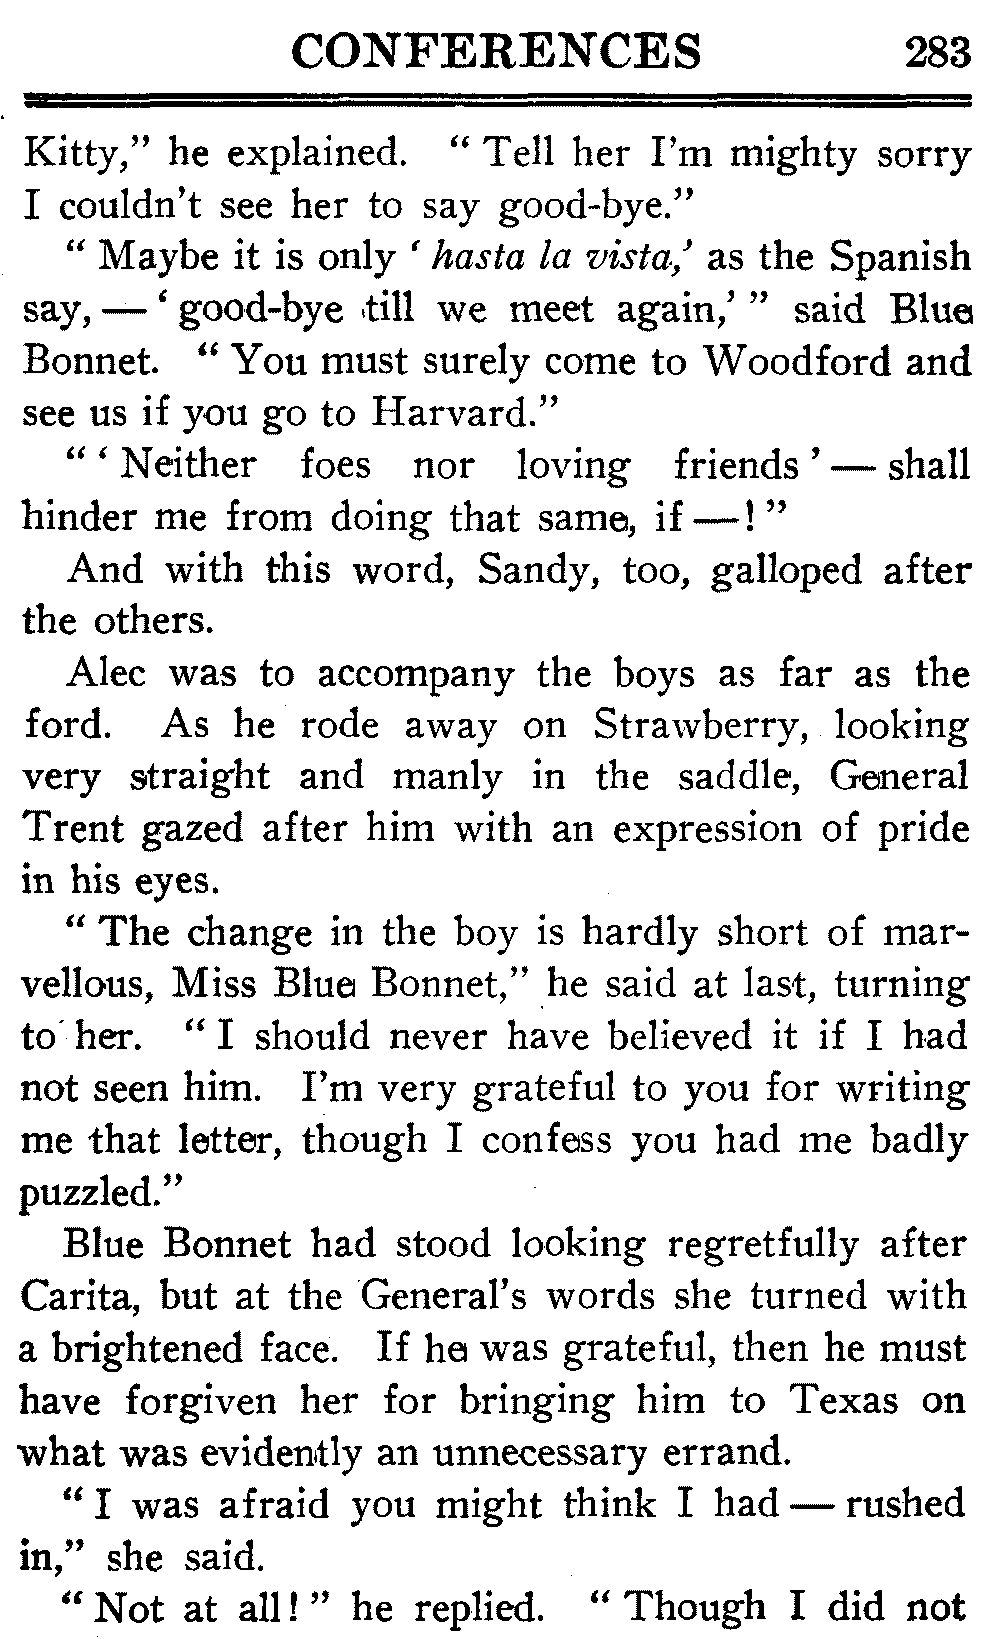 CONFERENCES 283
Kitty," he explained. " Tell her I'm mighty sorry
I couldn't see her to say good-bye."
" Maybe it is only ' hasta la vista,' as the Spanish
say, — ' good-bye till we meet again,' " said Blue
Bonnet. " You must surely come to Woodford and
see us if you go to Harvard."
" ' Neither foes nor loving friends ' — shall
hinder me from doing that same, if — ! "
And with this word, Sandy, too, galloped after
the others.
Alec was to accompany the boys as far as the
ford. As he rode away on Strawberry, looking
very straight and manly in the saddle, General
Trent gazed after him with an expression of pride
in his eyes.
" The change in the boy is hardly short of mar-
vellous, Miss Blue Bonnet," he said at last, turning
to her. " I should never have believed it if I had
not seen him. I'm very grateful to you for writing
me that letter, though I confess you had me badly
puzzled."
Blue Bonnet had stood looking regretfully after
Carita, but at the General's words she turned with
a brightened face. If he was grateful, then he must
have forgiven her for bringing him to Texas on
what was evidently an unnecessary errand.
" I was afraid you might think I had — rushed
in," she said.
" Not at all! " he replied. " Though I did not